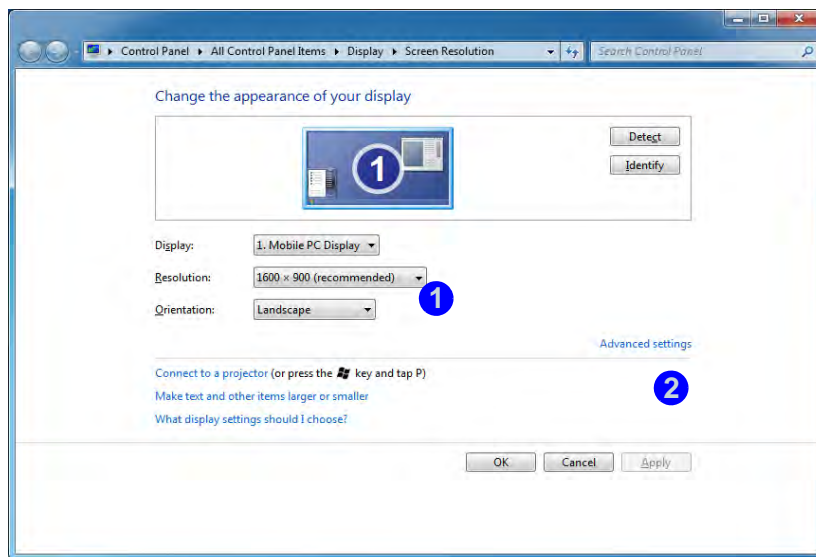 Control Panel ▸ All Control Panel Items ▸ Display ▸ Screen Resolution
Search Control Panel
Change the appearance of your display
1
Detect
Identify
Display: 1. Mobile PC Display
Resolution: 1600 × 900 (recommended)
1
Orientation: Landscape
Advanced settings
Connect to a projector (or press the key and tap P)
2
Make text and other items larger or smaller
What display settings should I choose?
OK Cancel Apply